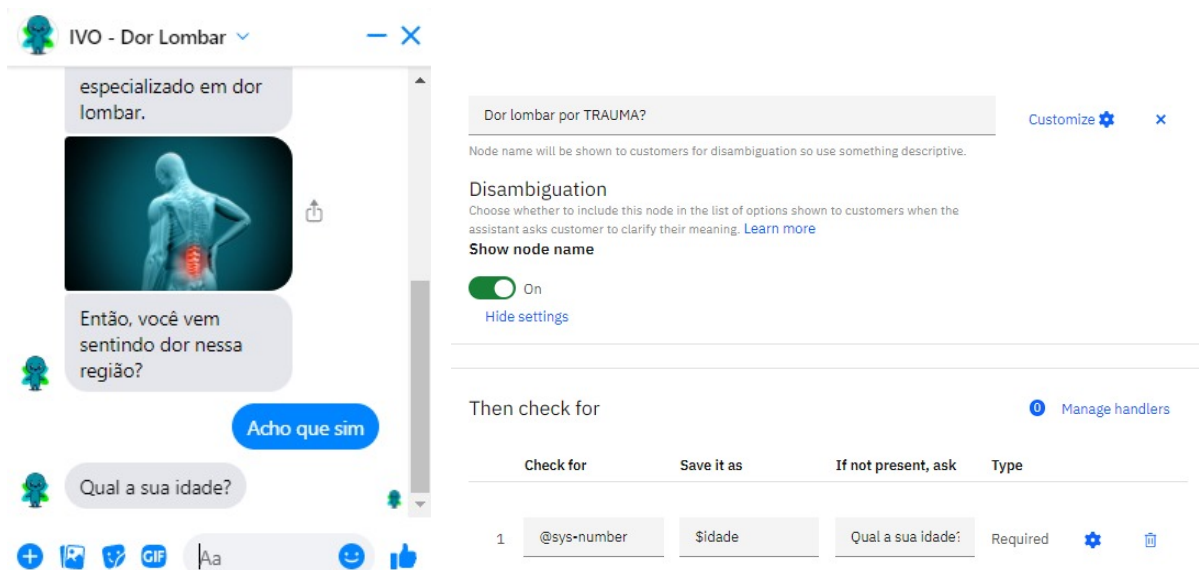 IVO - Dor Lombar
especializado em dor
lombar.
Então, você vem
sentindo dor nessa
região?
Acho que sim
Qual a sua idade?
GIF
Aa
Dor lombar por TRAUMA?
Customize
Node name will be shown to customers for disambiguation so use something descriptive.
Disambiguation
Choose whether to include this node in the list of options shown to customers when the
assistant asks customer to clarify their meaning. Learn more
Show node name
On
Hide settings
Then check for
0 Manage handlers
Check for Save it as If not present, ask Type
1 @sys-number $idade Qual a sua idade? Required